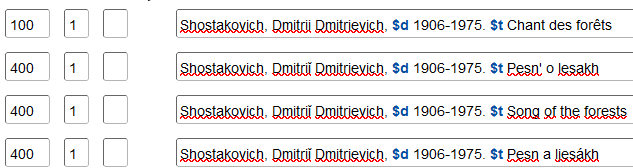 100 1 Shostakovich, Dmitrii Dmitrievich, $d 1906-1975. $t Chant des forêts
400 1 Shostakovich, Dmitriĭ Dmitrievich, $d 1906-1975. $t Pesn' o lesakh
400 1 Shostakovich, Dmitriĭ Dmitrievich, $d 1906-1975. $t Song of the forests
400 1 Shostakovich, Dmitriĭ Dmitrievich, $d 1906-1975. $t Pesn a ljesákh